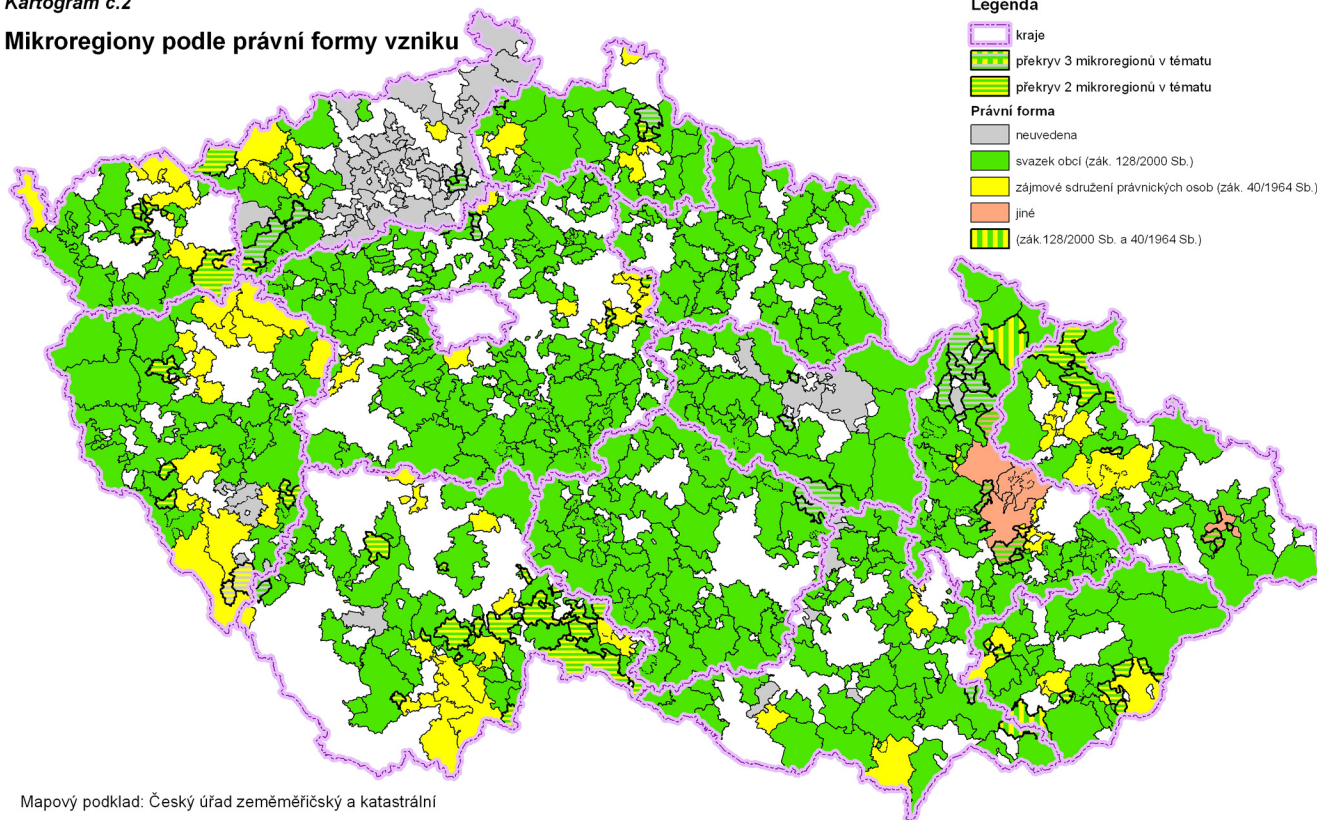 Kartogram č.2
Mikroregiony podle právní formy vzniku
Legenda
kraje
překryv 3 mikroregionů v tématu
překryv 2 mikroregionů v tématu
Právní forma
neuvedena
svazek obcí (zák. 128/2000 Sb.)
zájmové sdružení právnických osob (zák. 40/1964 Sb.)
jiné
(zák.128/2000 Sb. a 40/1964 Sb.)
Mapový podklad: Český úřad zeměměřičský a katastrální